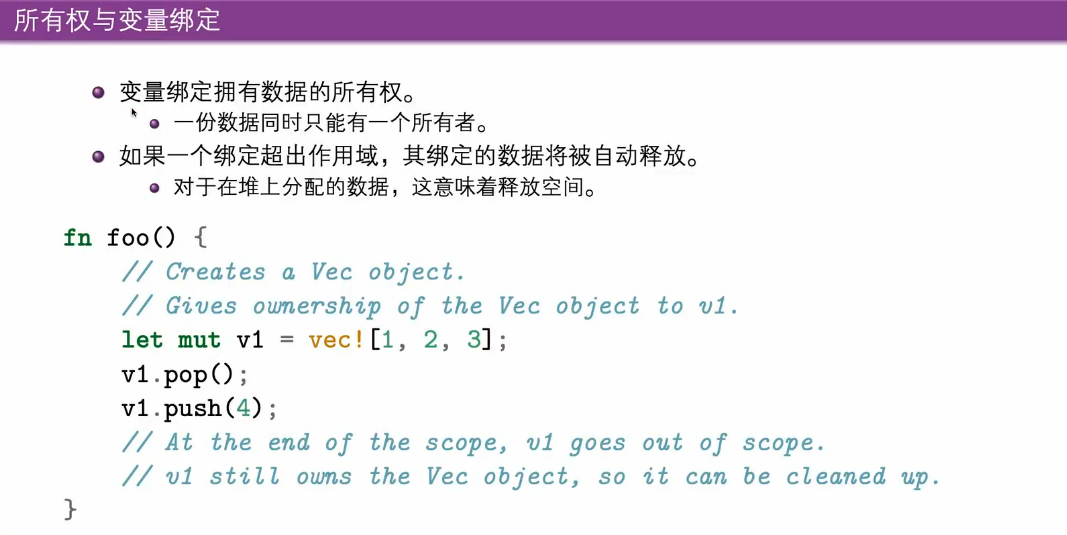 所有权与变量绑定
变量绑定拥有数据的所有权。
一份数据同时只能有一个所有者。
如果一个绑定超出作用域，其绑定的数据将被自动释放。
对于在堆上分配的数据，这意味着释放空间。
fn foo() {
    // Creates a Vec object.
    // Gives ownership of the Vec object to v1.
    let mut v1 = vec![1, 2, 3];
    v1.pop();
    v1.push(4);
    // At the end of the scope, v1 goes out of scope.
    // v1 still owns the Vec object, so it can be cleaned up.
}